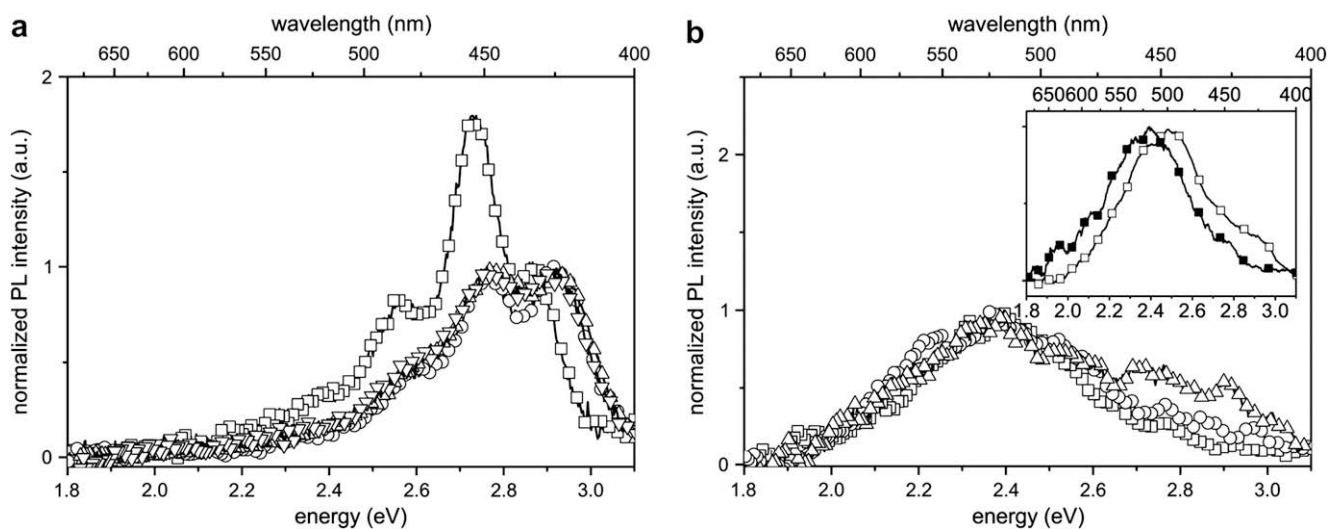 a
wavelength (nm)
650 600 550 500 450 400
normalized PL intensity (a.u.)
2
1
0
1.8 2.0 2.2 2.4 2.6 2.8 3.0
energy (eV)
b
wavelength (nm)
650 600 550 500 450 400
normalized PL intensity (a.u.)
2
1
0
650 600 550 500 450 400
1.8 1.9 2.0 2.2 2.4 2.6 2.8 3.0
1.8 2.0 2.2 2.4 2.6 2.8 3.0
energy (eV)